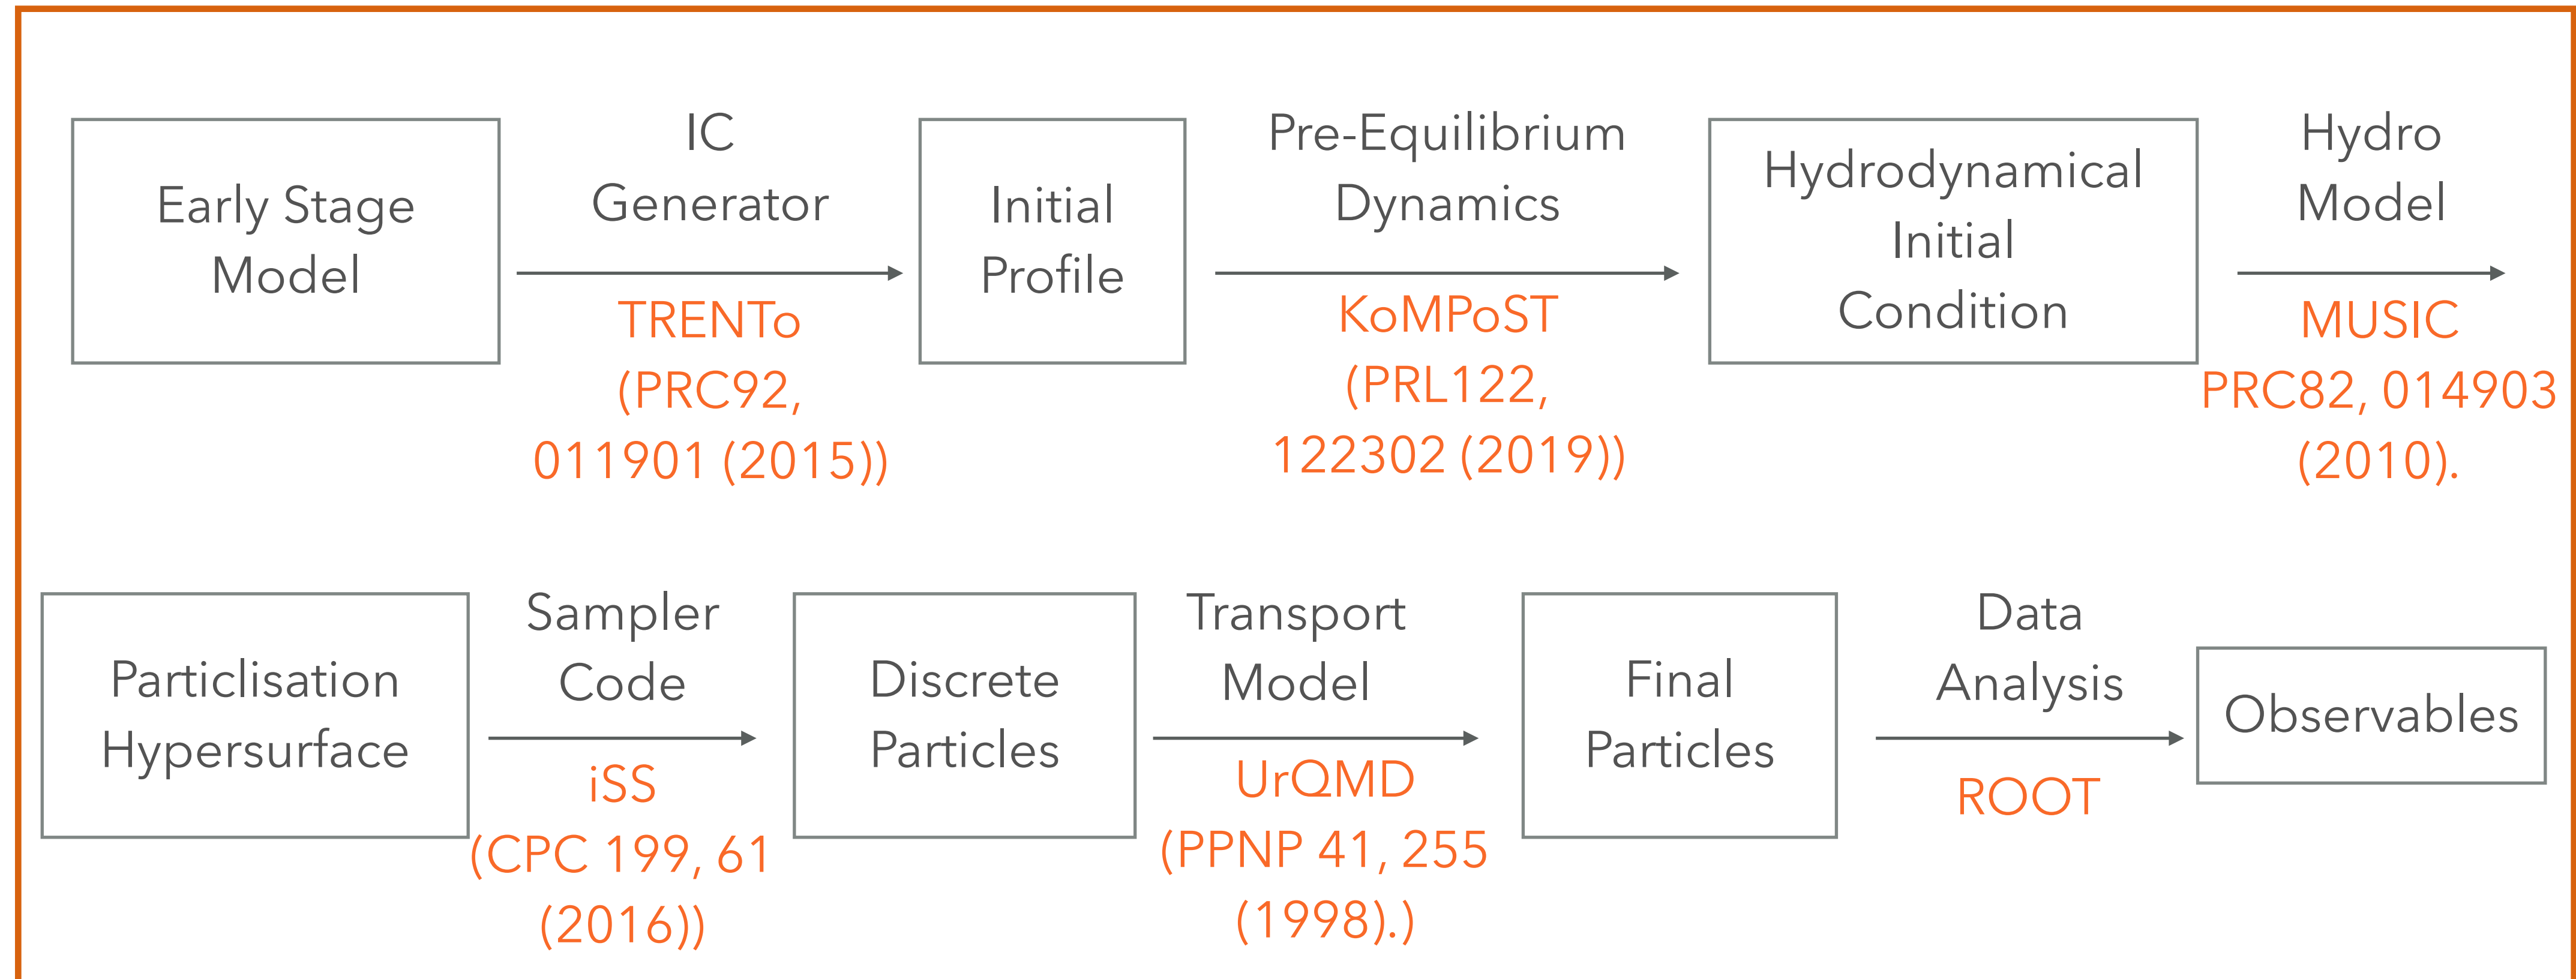 Early Stage
Model
IC
Generator
TRENTo
(PRC92,
011901 (2015))
Initial
Profile
Pre-Equilibrium
Dynamics
KoMPoST
(PRL122,
122302 (2019))
Hydrodynamical
Initial
Condition
Hydro
Model
MUSIC
PRC82, 014903
(2010).
Particlisation
Hypersurface
Sampler
Code
iSS
(CPC 199, 61
(2016))
Discrete
Particles
Transport
Model
UrQMD
(PPNP 41, 255
(1998).)
Final
Particles
Data
Analysis
ROOT
Observables